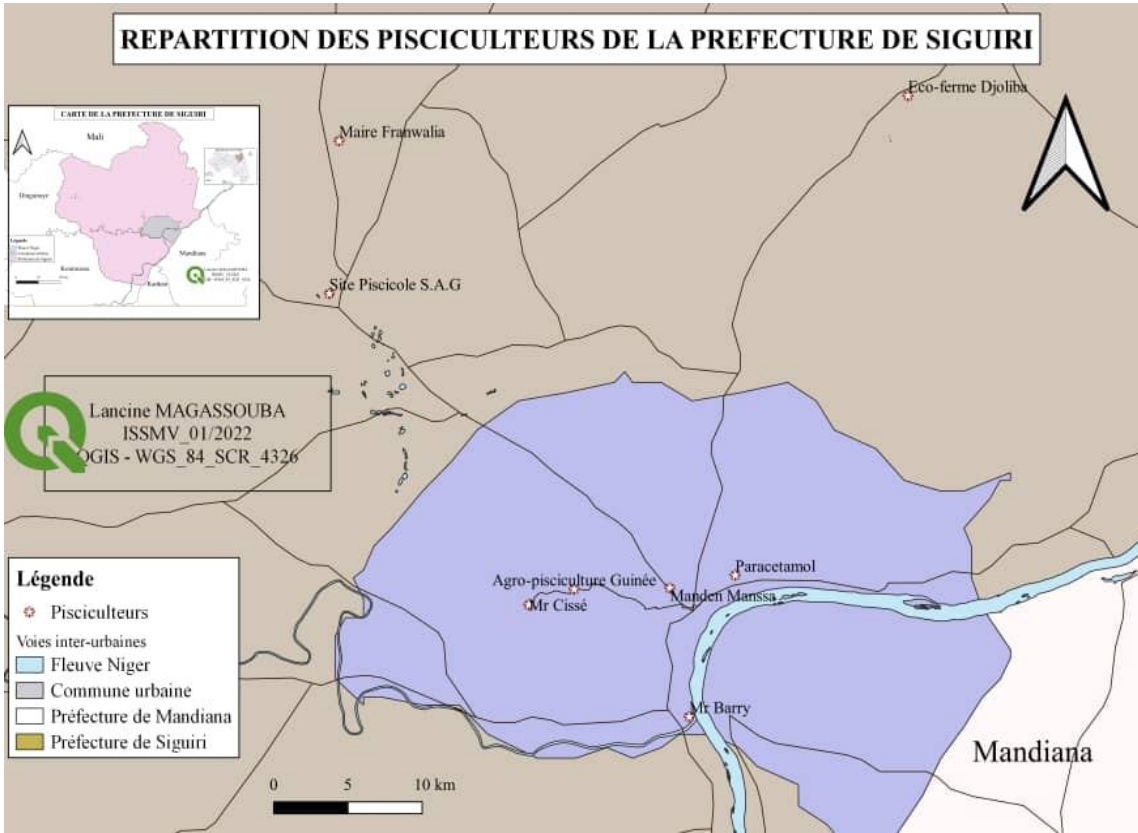 REPARTITION DES PISCICULTEURS DE LA PREFECTURE DE SIGUIRI
Eco-ferme Djoliba
CARTE DE LA PREFECTURE DE SIGUIRI
Mali
Mandiana
Maire Franwalia
Site Piscicole S.A.G
Lancine MAGASSOUBA
ISSMV_01/2022
QGIS - WGS_84_SCR_4326
Paracetamol
Agro-pisciculture Guinée
Manden Manssa
Mr Cissé
Mr Barry
Légende
Pisciculteurs
Voies inter-urbaines
Fleuve Niger
Commune urbaine
Préfecture de Mandiana
Préfecture de Siguiri
0 5 10 km
Mandiana